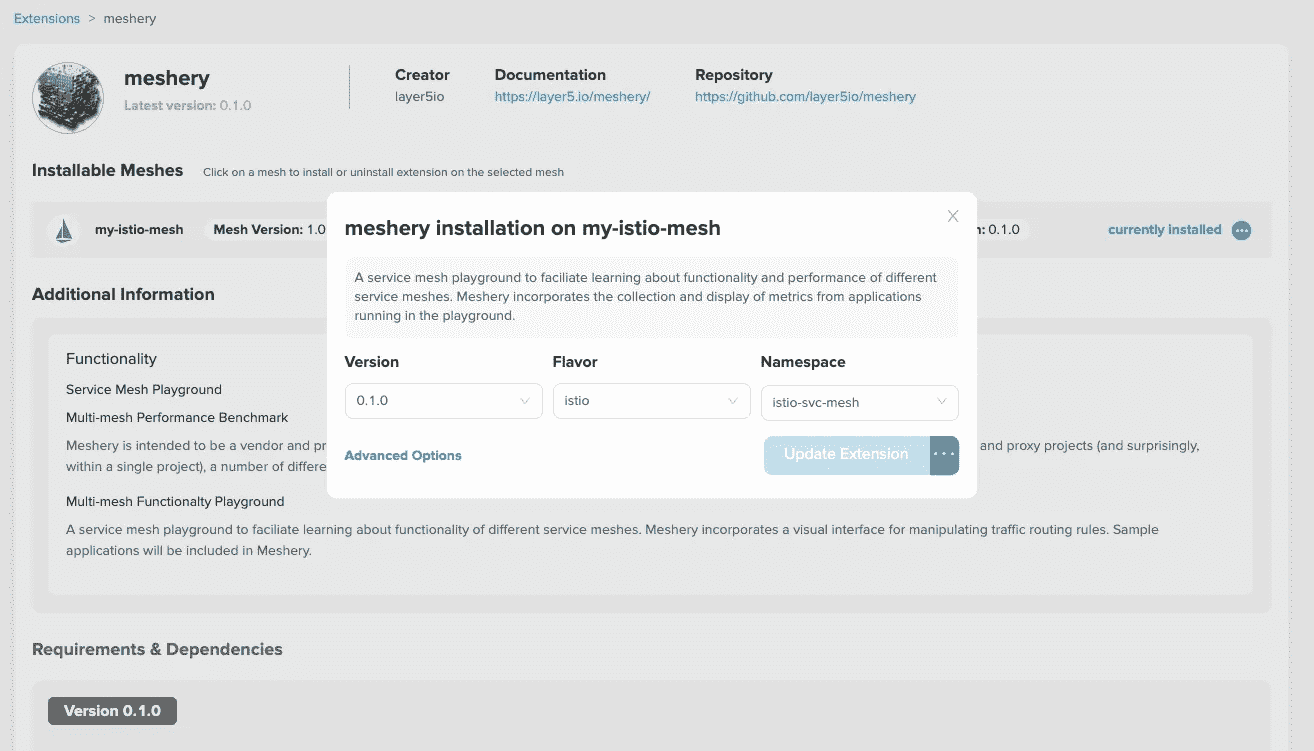 Extensions > meshery
meshery
Latest version: 0.1.0
Creator
layer5io
Documentation
https://layer5.io/meshery/
Repository
https://github.com/layer5io/meshery
Installable Meshes
Click on a mesh to install or uninstall extension on the selected mesh
my-istio-mesh
Mesh Version: 1.0
0.1.0
currently installed
meshery installation on my-istio-mesh
A service mesh playground to faciliate learning about functionality and performance of different
service meshes. Meshery incorporates the collection and display of metrics from applications
running in the playground.
Version
Flavor
Namespace
0.1.0
istio
istio-svc-mesh
Advanced Options
Update Extension
Additional Information
Functionality
Service Mesh Playground
Multi-mesh Performance Benchmark
Meshery is intended to be a vendor and pr
and proxy projects (and surprisingly,
within a single project), a number of differe
Multi-mesh Functionalty Playground
A service mesh playground to faciliate learning about functionality of different service meshes. Meshery incorporates a visual interface for manipulating traffic routing rules. Sample
applications will be included in Meshery.
Requirements & Dependencies
Version 0.1.0